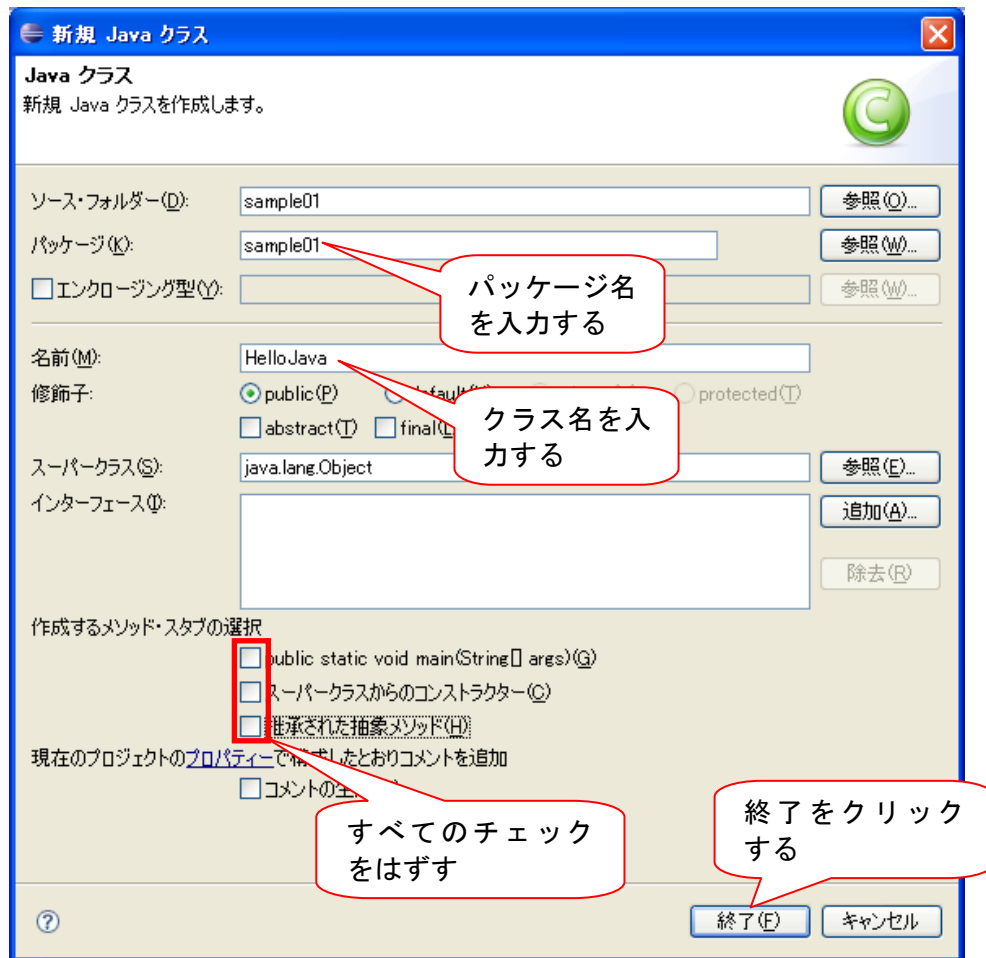 新規 Java クラス
Java クラス
新規 Java クラスを作成します。
ソース・フォルダー(D):
sample01
参照(O)...
パッケージ(K):
sample01
参照(W)...
パッケージ名
を入力する
エンクロージング型(Y):
参照(W)...
名前(M):
HelloJava
修飾子:
public(P)
protected(T)
abstract(T)
クラス名を入
力する
スーパークラス(S):
java.lang.Object
参照(E)...
インターフェース(I):
追加(A)...
除去(R)
作成するメソッド・スタブの選択
public static void main(String[] args)(G)
スーパークラスからのコンストラクター(C)
継承された抽象メソッド(H)
現在のプロジェクトのプロパティーで構成したとおりコメントを追加
すべてのチェック
をはずす
終了をクリック
する
終了(F)
キャンセル